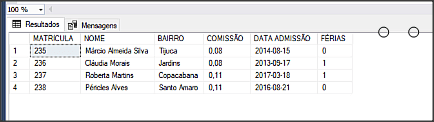 100 %
Resultados Mensagens
MATRÍCULA NOME BAIRRO COMISSÃO DATA ADMISSÃO FÉRIAS
1 235 Márcio Almeida Silva Tijuca 0,08 2014-08-15 0
2 236 Cláudia Morais Jardins 0,08 2013-09-17 1
3 237 Roberta Martins Copacabana 0,11 2017-03-18 1
4 238 Péricles Alves Santo Amaro 0,11 2016-08-21 0